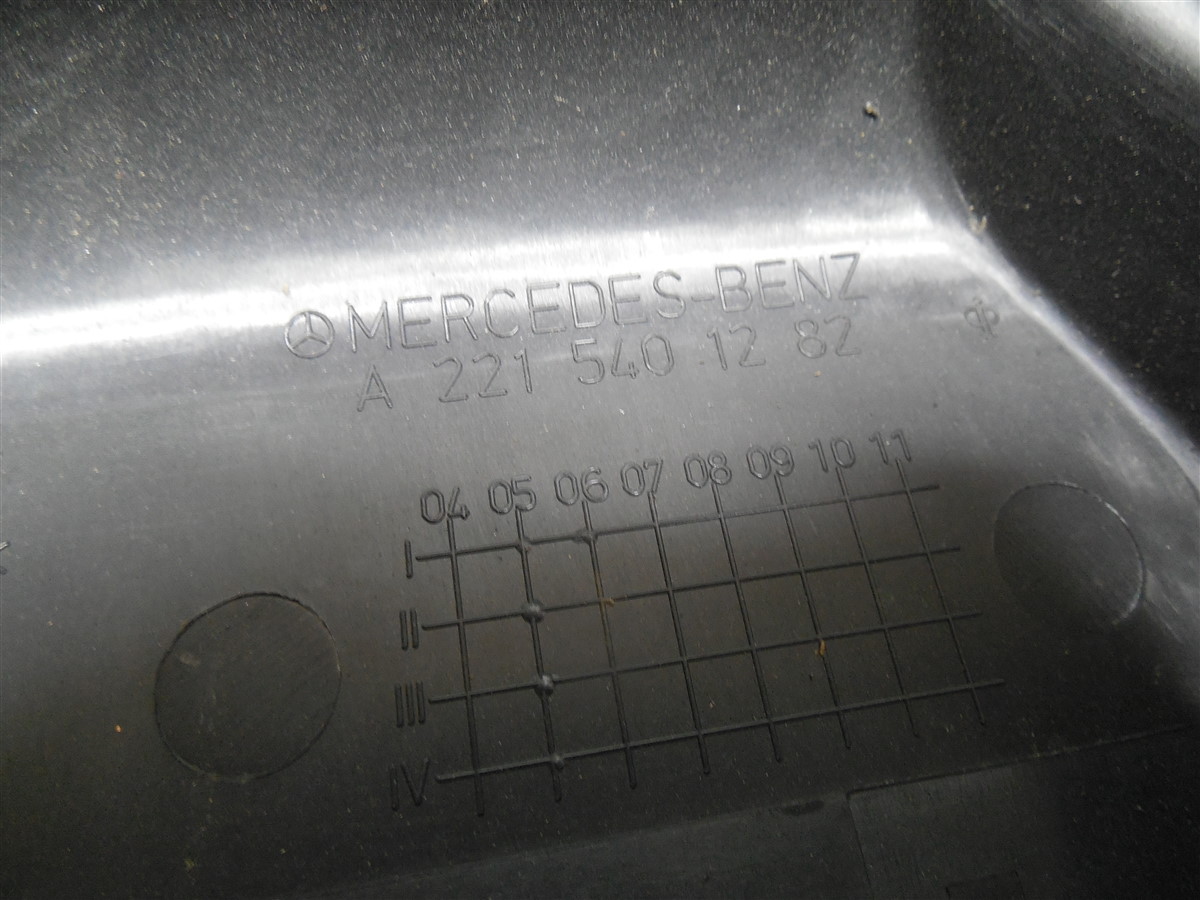 MERCEDES-BENZ
A 221 540 12 82
04 05 06 07 08 09 10 11
I
II
III
IV